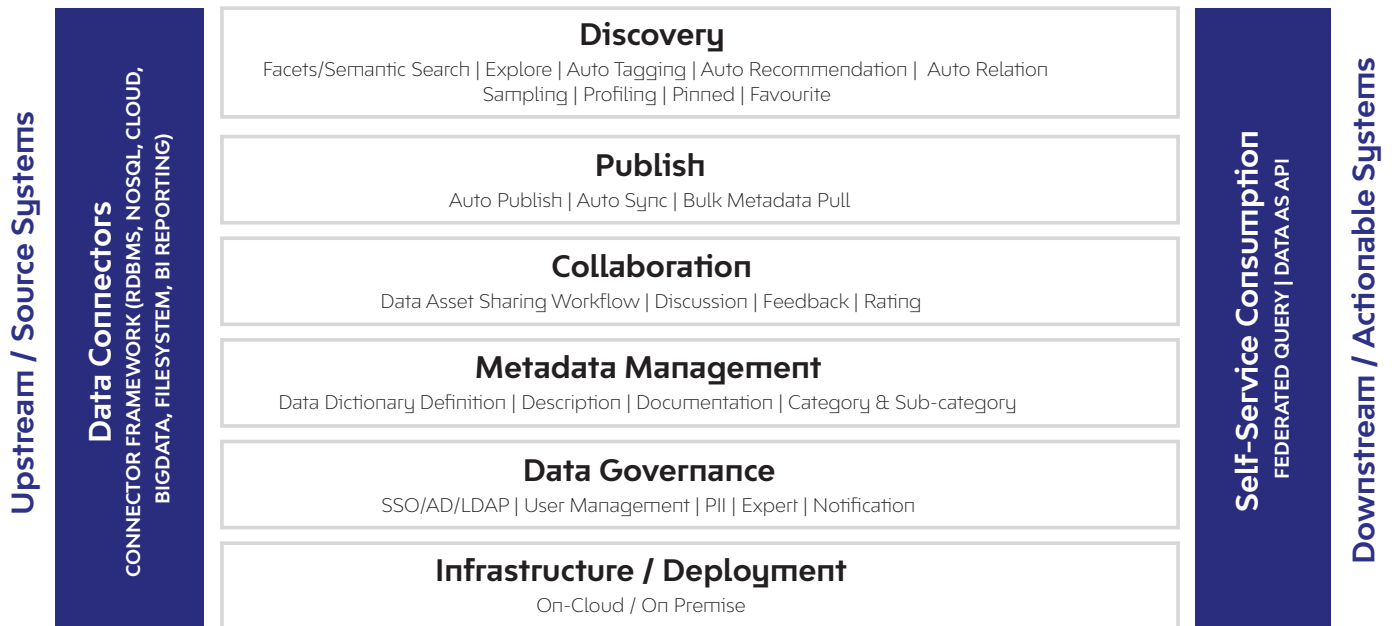 Upstream / Source Systems
Data Connectors
CONNECTOR FRAMEWORK (RDBMS, NOSQL, CLOUD,
BIGDATA, FILESYSTEM, BI REPORTING)
Discovery
Facets/Semantic Search | Explore | Auto Tagging | Auto Recommendation | Auto Relation
Sampling | Profiling | Pinned | Favourite
Publish
Auto Publish | Auto Sync | Bulk Metadata Pull
Collaboration
Data Asset Sharing Workflow | Discussion | Feedback | Rating
Metadata Management
Data Dictionary Definition | Description | Documentation | Category & Sub-category
Data Governance
SSO/AD/LDAP | User Management | PII | Expert | Notification
Infrastructure / Deployment
On-Cloud / On Premise
Self-Service Consumption
FEDERATED QUERY | DATA AS API
Downstream / Actionable Systems